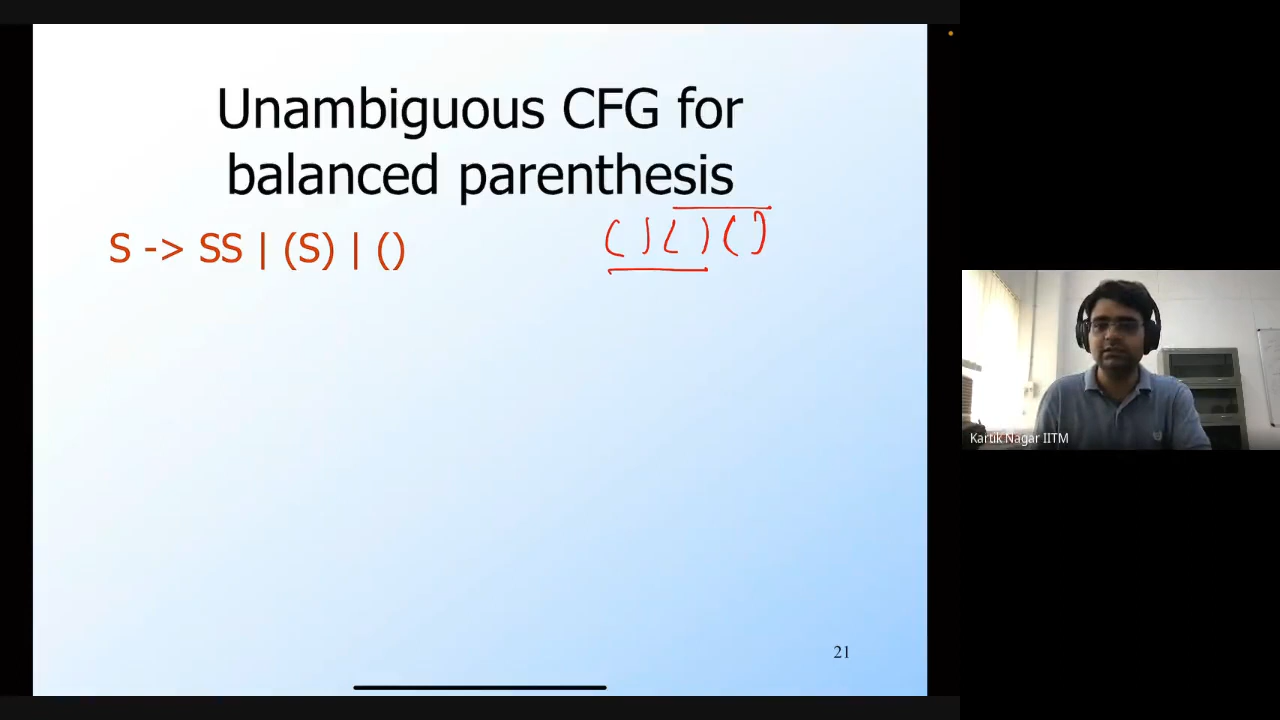 Unambiguous CFG for
balanced parenthesis
S -> SS | (S) | ()
()()()
Kartik Nagar IITM
21